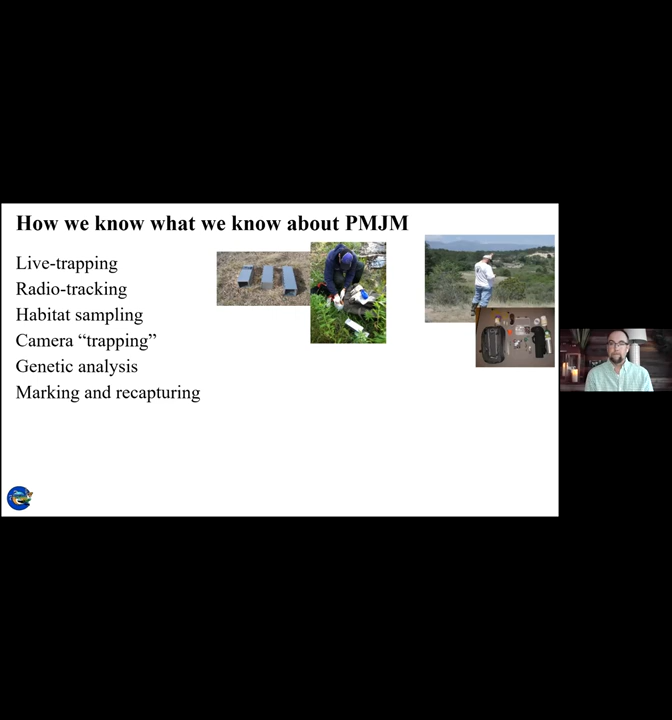 How we know what we know about PMJM
Live-trapping
Radio-tracking
Habitat sampling
Camera “trapping”
Genetic analysis
Marking and recapturing